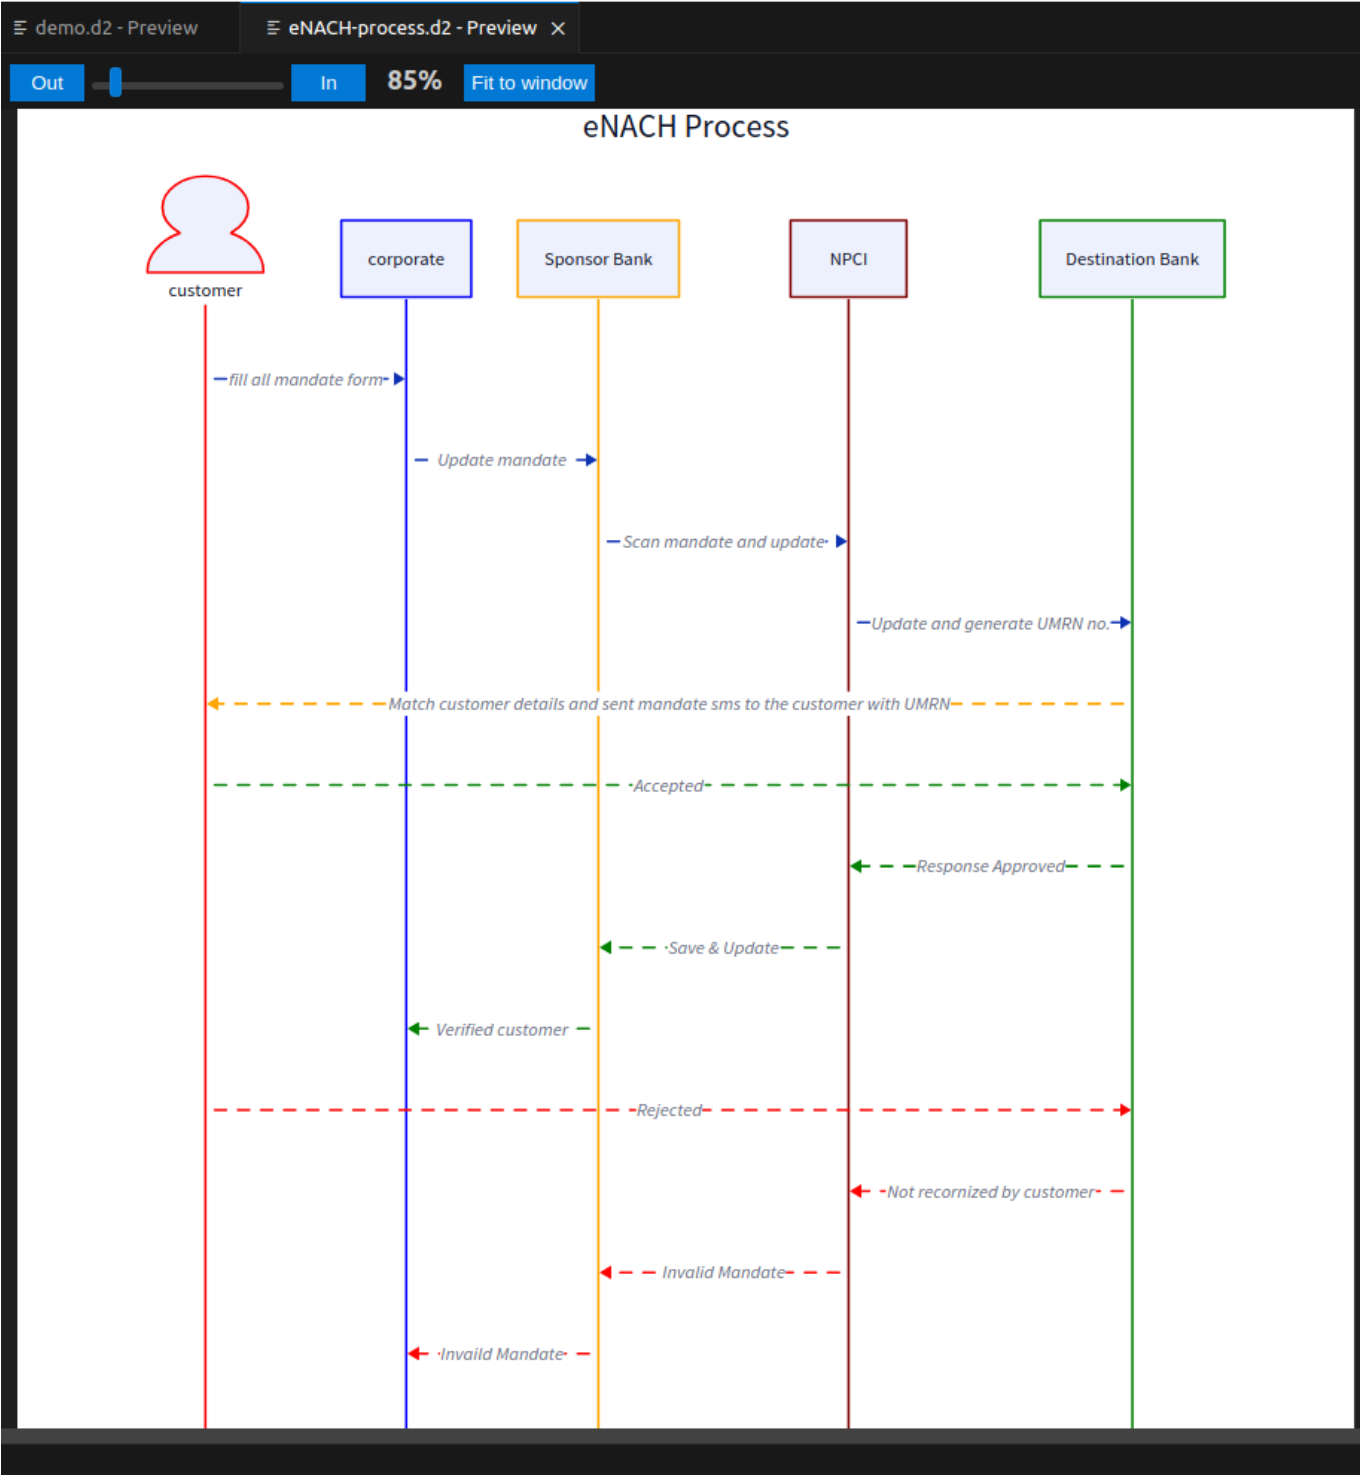 demo.d2 - Preview
eNACH-process.d2 - Preview
Out
In
85%
Fit to window
eNACH Process
customer
corporate
Sponsor Bank
NPCI
Destination Bank
fill all mandate form
Update mandate
Scan mandate and update
Update and generate UMRN no.
Match customer details and sent mandate sms to the customer with UMRN
Accepted
Response Approved
Save & Update
Verified customer
Rejected
Not recornized by customer
Invalid Mandate
Invaild Mandate